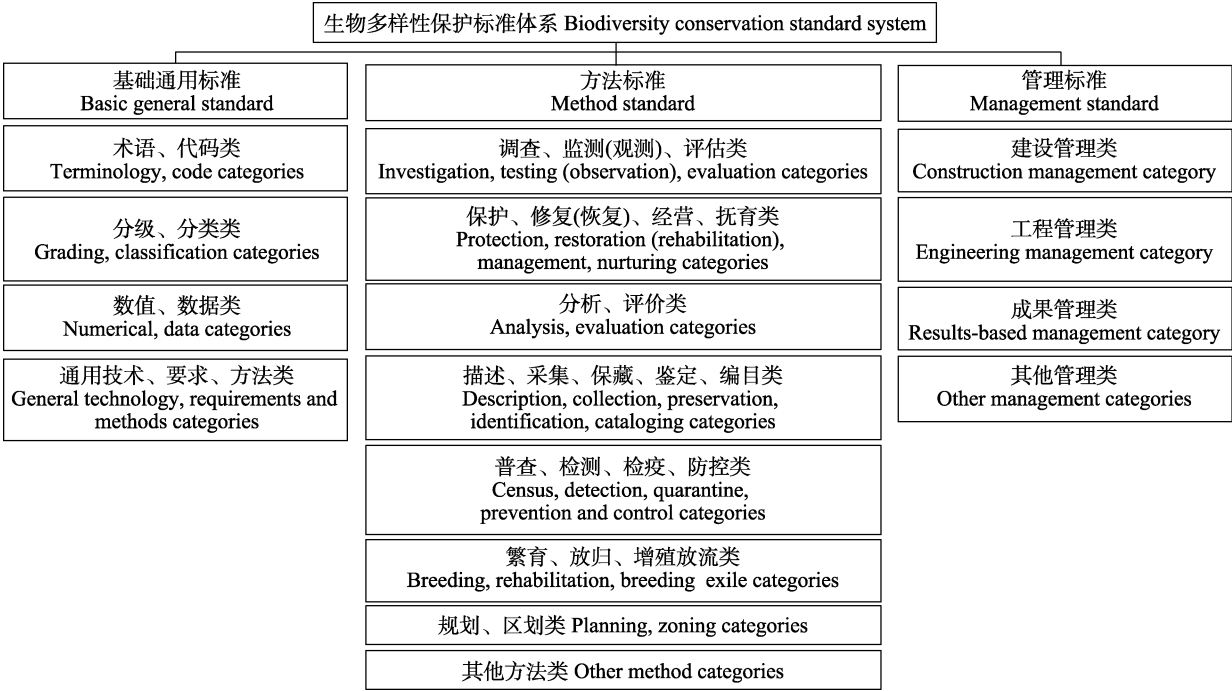 生物多样性保护标准体系 Biodiversity conservation standard system
基础通用标准
Basic general standard
术语、代码类
Terminology, code categories
分级、分类类
Grading, classification categories
数值、数据类
Numerical, data categories
通用技术、要求、方法类
General technology, requirements and
methods categories
方法标准
Method standard
调查、监测(观测)、评估类
Investigation, testing (observation), evaluation categories
保护、修复(恢复)、经营、抚育类
Protection, restoration (rehabilitation),
management, nurturing categories
分析、评价类
Analysis, evaluation categories
描述、采集、保藏、鉴定、编目类
Description, collection, preservation,
identification, cataloging categories
普查、检测、检疫、防控类
Census, detection, quarantine,
prevention and control categories
繁育、放归、增殖放流类
Breeding, rehabilitation, breeding exile categories
规划、区划类 Planning, zoning categories
其他方法类 Other method categories
管理标准
Management standard
建设管理类
Construction management category
工程管理类
Engineering management category
成果管理类
Results-based management category
其他管理类
Other management categories